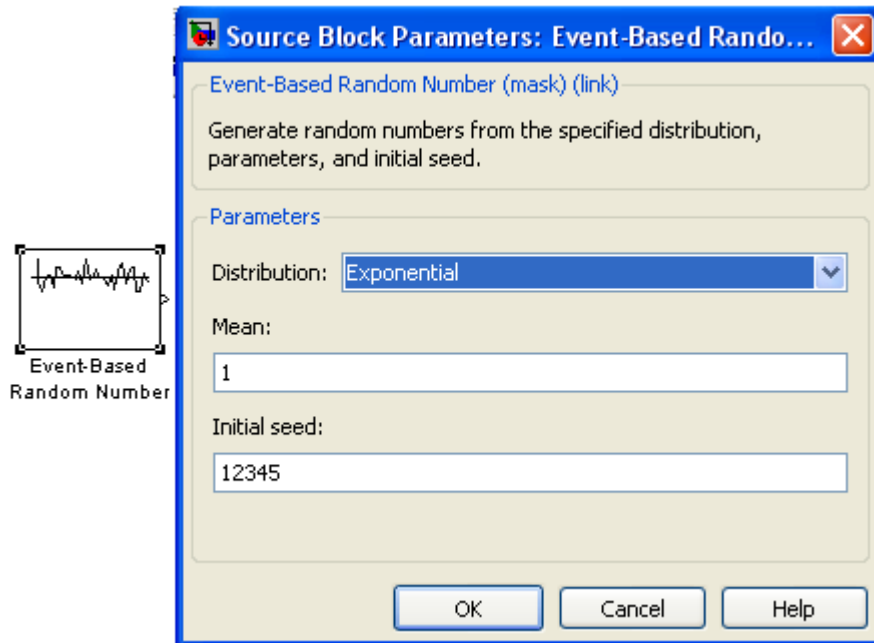 Source Block Parameters: Event-Based Rando...
Event-Based Random Number (mask) (link)
Generate random numbers from the specified distribution,
parameters, and initial seed.
Parameters
Distribution: Exponential
Mean:
1
Initial seed:
12345
OK Cancel Help
Event-Based
Random Number